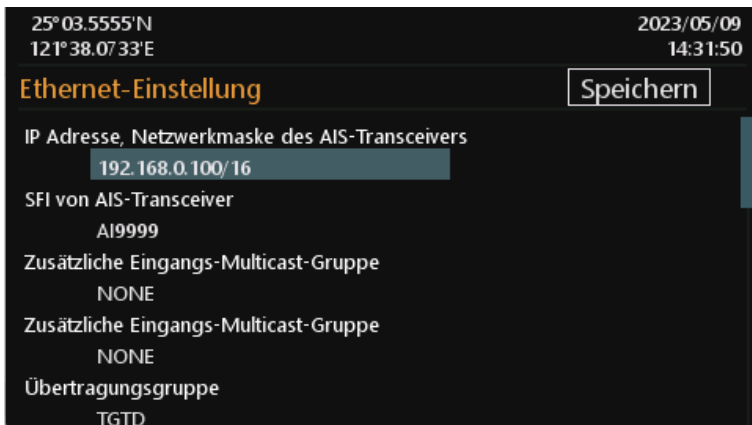 25° 03.5555'N
2023/05/09
121° 38.0733'E
14:31:50
Ethernet-Einstellung
Speichern
IP Adresse, Netzwerkmaske des AIS-Transceivers
192.168.0.100/16
SFI von AIS-Transceiver
AI9999
Zusätzliche Eingangs-Multicast-Gruppe
NONE
Zusätzliche Eingangs-Multicast-Gruppe
NONE
Übertragungsgruppe
TGTD